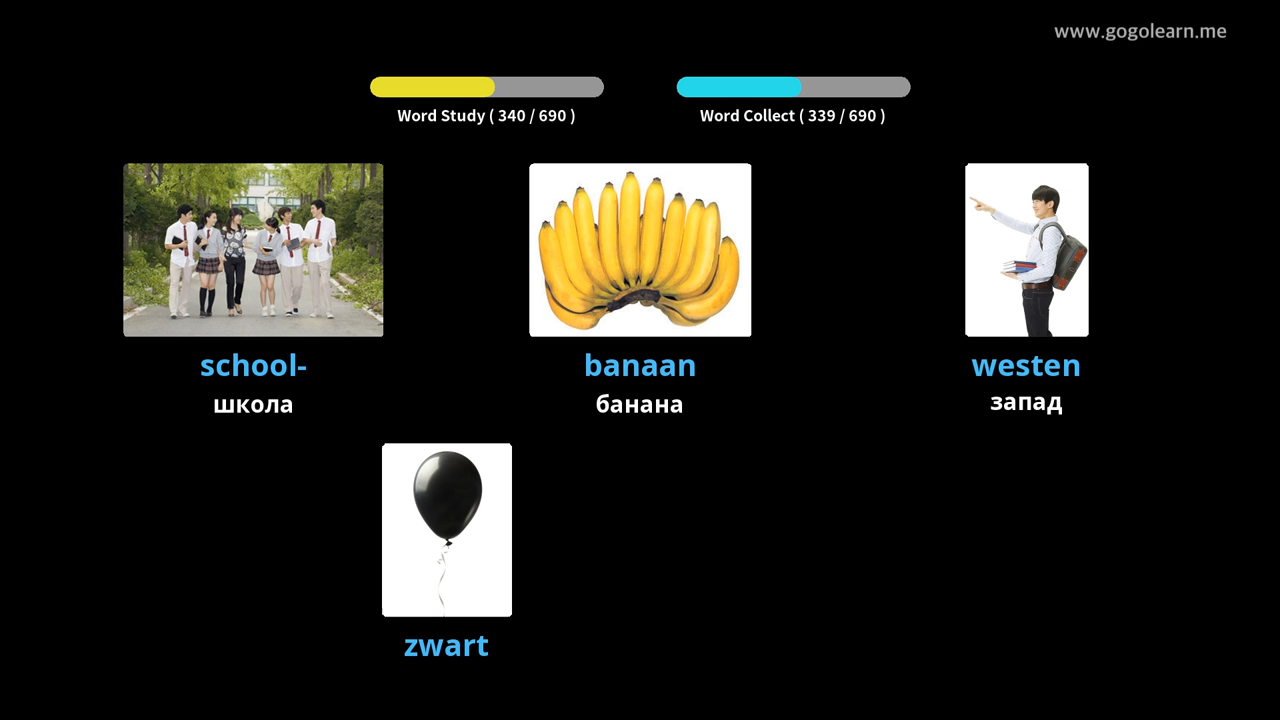 www.gogolearn.me
Word Study ( 340 / 690 )
Word Collect ( 339 / 690 )
school-
banaan
westen
школа
банана
запад
zwart